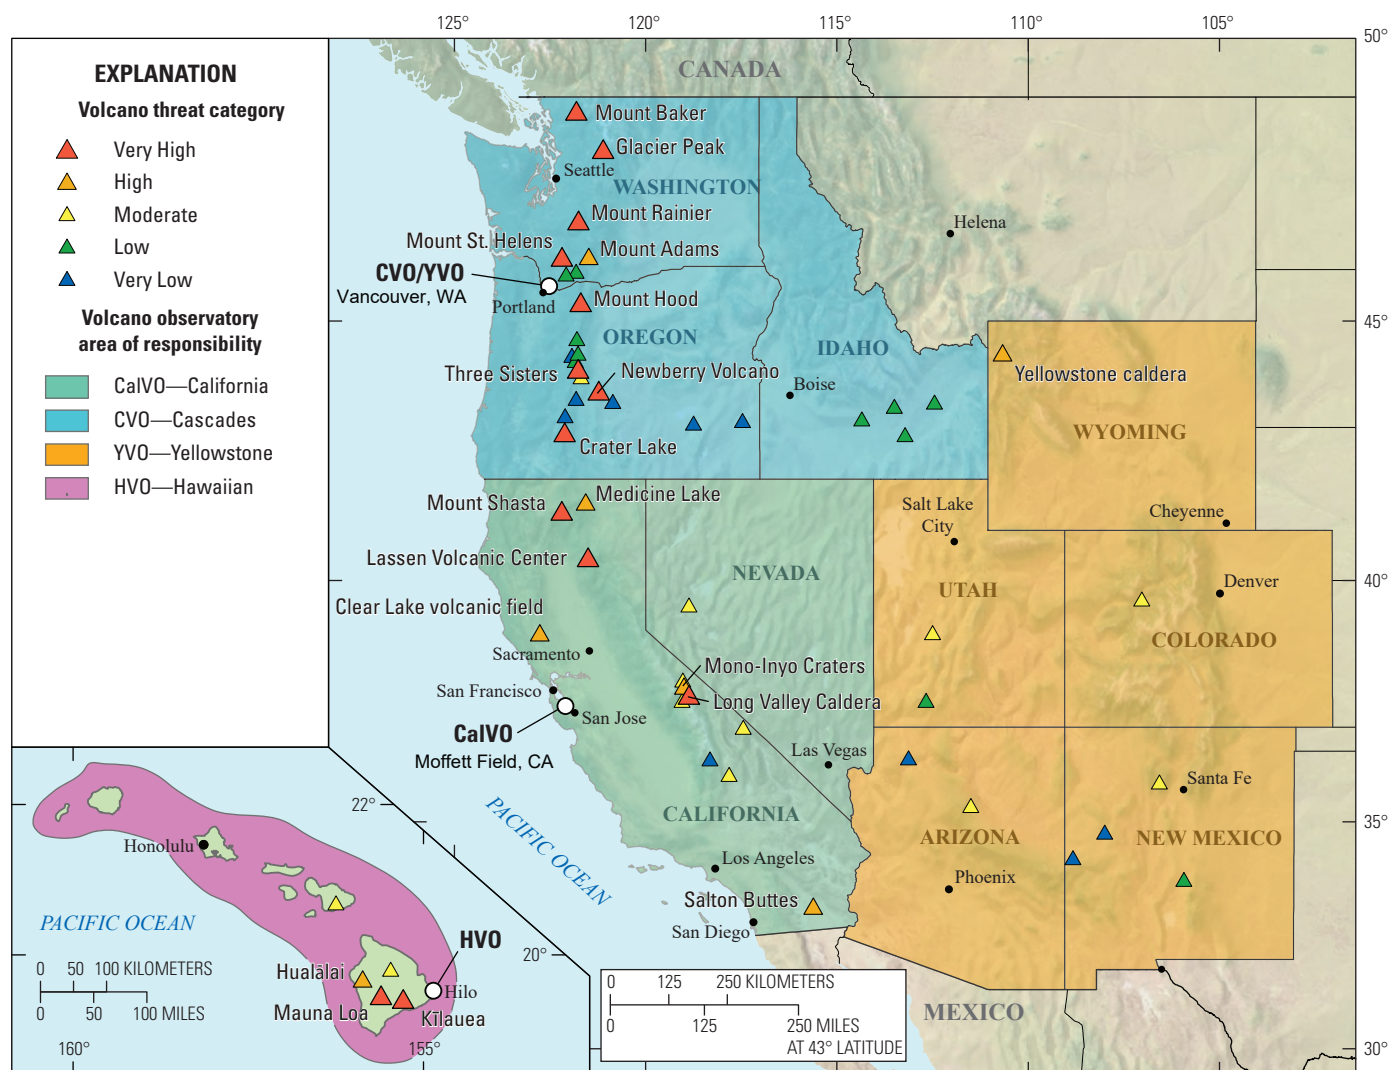 125°
120°
115°
110°
105°
50°
EXPLANATION
Volcano threat category
Very High
High
Moderate
Low
Very Low
Volcano observatory
area of responsibility
CalVO—California
CVO—Cascades
YVO—Yellowstone
HVO—Hawaiian
CANADA
Mount Baker
Glacier Peak
Seattle
WASHINGTON
Mount Rainier
Helena
Mount St. Helens
Mount Adams
CVO/YVO
Vancouver, WA
Portland
Mount Hood
45°
OREGON
IDAHO
Three Sisters
Newberry Volcano
Boise
Yellowstone caldera
WYOMING
Crater Lake
Mount Shasta
Medicine Lake
Salt Lake
City
Cheyenne
Lassen Volcanic Center
NEVADA
UTAH
Denver
40°
Clear Lake volcanic field
Sacramento
COLORADO
Mono-Inyo Craters
San Francisco
Long Valley Caldera
San Jose
CalVO
Moffett Field, CA
Las Vegas
Santa Fe
CALIFORNIA
ARIZONA
NEW MEXICO
35°
PACIFIC OCEAN
Los Angeles
Phoenix
Salton Buttes
San Diego
MEXICO
30°
22°
Honolulu
PACIFIC OCEAN
HVO
20°
Hualālai
Hilo
Mauna Loa
Kīlauea
0 50 100 KILOMETERS
0 50 100 MILES
160°
155°
0 125 250 KILOMETERS
0 125 250 MILES
AT 43° LATITUDE